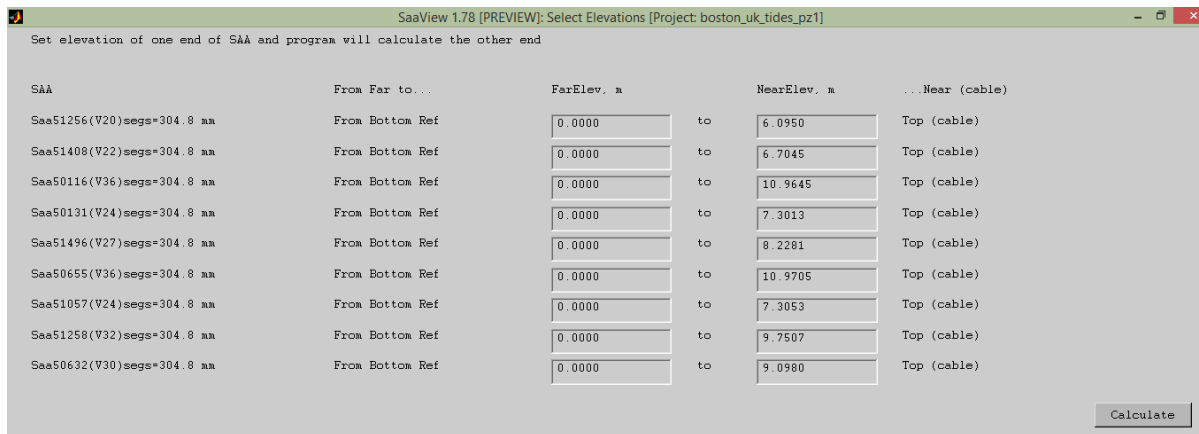 SaaView 1.78 [PREVIEW]: Select Elevations [Project: boston_uk_tides_pz1]
Set elevation of one end of SAA and program will calculate the other end
SAA From Far to... FarElev, m NearElev, m ...Near (cable)
Saa51256(V20)segs=304.8 mm From Bottom Ref 0.0000 to 6.0950 Top (cable)
Saa51408(V22)segs=304.8 mm From Bottom Ref 0.0000 to 6.7045 Top (cable)
Saa50116(V36)segs=304.8 mm From Bottom Ref 0.0000 to 10.9645 Top (cable)
Saa50131(V24)segs=304.8 mm From Bottom Ref 0.0000 to 7.3013 Top (cable)
Saa51496(V27)segs=304.8 mm From Bottom Ref 0.0000 to 8.2281 Top (cable)
Saa50655(V36)segs=304.8 mm From Bottom Ref 0.0000 to 10.9705 Top (cable)
Saa51057(V24)segs=304.8 mm From Bottom Ref 0.0000 to 7.3053 Top (cable)
Saa51258(V32)segs=304.8 mm From Bottom Ref 0.0000 to 9.7507 Top (cable)
Saa50632(V30)segs=304.8 mm From Bottom Ref 0.0000 to 9.0980 Top (cable)
Calculate